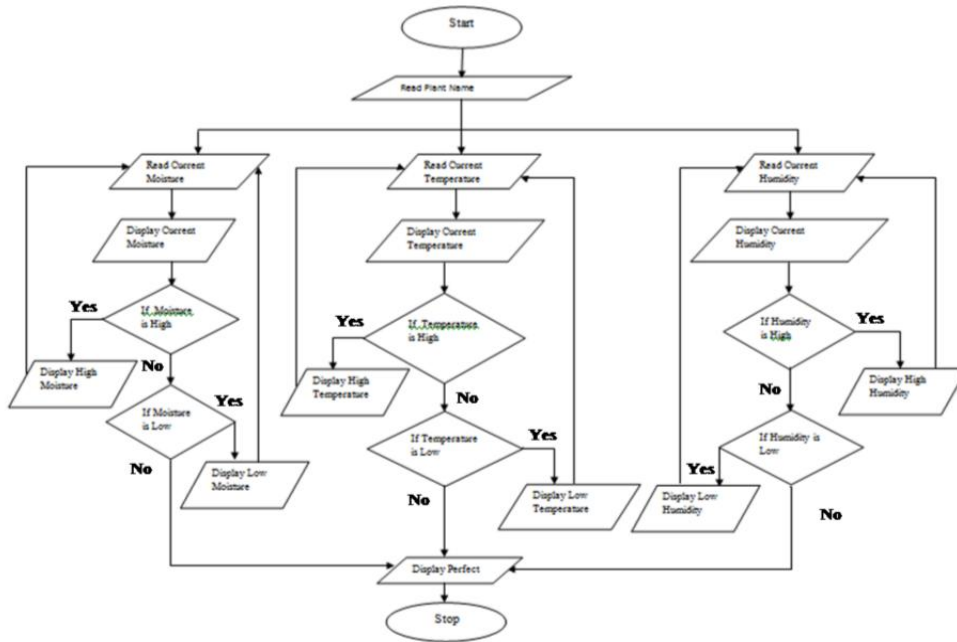 Start
Read Plant Name
Read Current
Moisture
Read Current
Temperature
Read Current
Humidity
Display Current
Moisture
Display Current
Temperature
Display Current
Humidity
Yes
If Moisture
is High
Yes
If Temperature
is High
If Humidity
is High
Yes
No
Display High
Moisture
Display High
Temperature
No
No
Display High
Humidity
If Moisture
is Low
Yes
If Temperature
is Low
Yes
If Humidity is
Low
No
Display Low
Moisture
No
Display Low
Temperature
Yes
Display Low
Humidity
No
Display Perfect
Stop